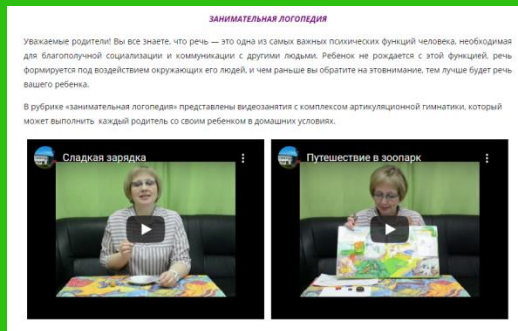 ЗАНИМАТЕЛЬНАЯ ЛОГОПЕДИЯ
Уважаемые родители! Вы все знаете, что речь — это одна из самых важных психических функций человека, необходимая
для благополучной социализации и коммуникации с другими людьми. Ребенок не рождается с этой функцией, речь
формируется под воздействием окружающих его людей, и чем раньше вы обратите на этовнимание, тем лучше будет речь
вашего ребенка.
В рубрике «занимательная логопедия» представлены видеозанятия с комплексом артикуляционной гимнатики, который
может выполнить каждый родитель со своим ребенком в домашних условиях.
Сладкая зарядка
Путешествие в зоопарк